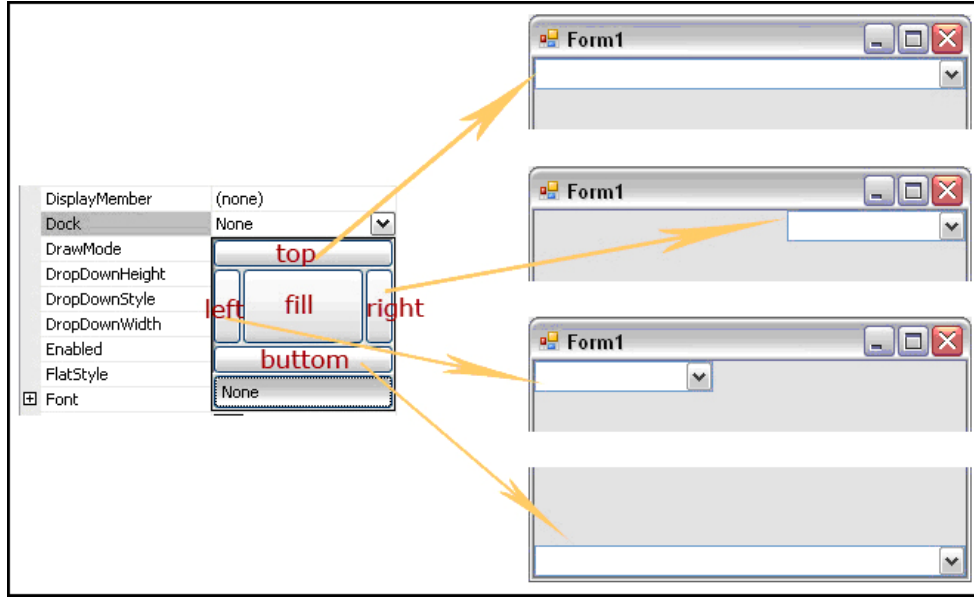 Form1
Form1
DisplayMember (none)
Dock None
DrawMode top
DropDownHeight
DropDownStyle left fill right
DropDownWidth
Enabled buttom
FlatStyle
Font None
Form1